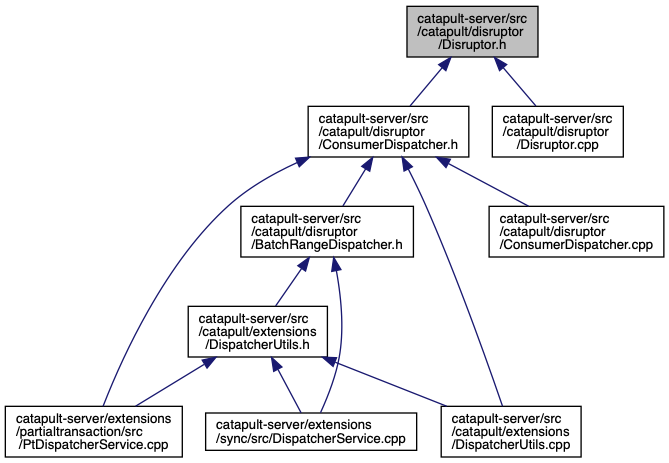 catapult-server/src
/catapult/disruptor
/Disruptor.h
catapult-server/src
/catapult/disruptor
/ConsumerDispatcher.h
catapult-server/src
/catapult/disruptor
/Disruptor.cpp
catapult-server/src
/catapult/disruptor
/BatchRangeDispatcher.h
catapult-server/src
/catapult/disruptor
/ConsumerDispatcher.cpp
catapult-server/src
/catapult/extensions
/DispatcherUtils.h
catapult-server/extensions
/partialtransaction/src
/PtDispatcherService.cpp
catapult-server/extensions
/sync/src/DispatcherService.cpp
catapult-server/src
/catapult/extensions
/DispatcherUtils.cpp